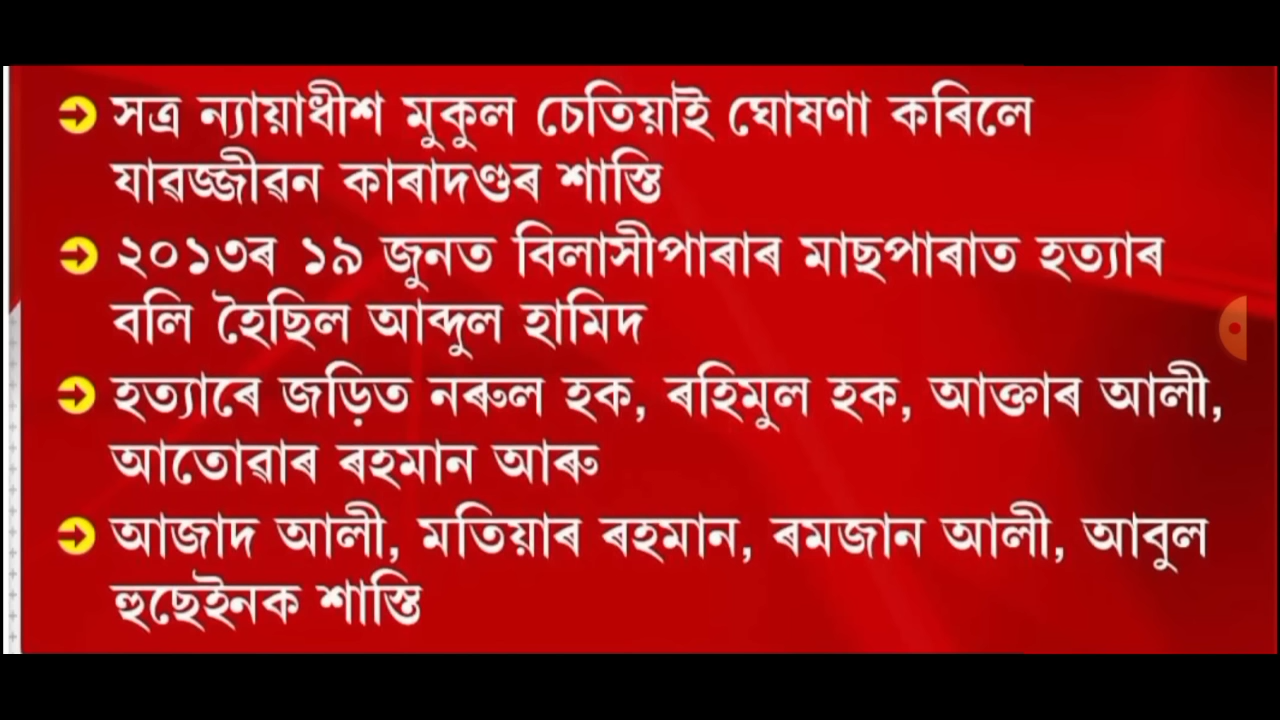 সত্ৰ ন্যায়াধীশ মুকুল চেতিয়াই ঘোষণা কৰিলে
যাৱজ্জীৱন কাৰাদণ্ডৰ শাস্তি
২০১৩ৰ ১৯ জুনত বিলাসীপাৰাৰ মাছপাৰাত হত্যাৰ
বলি হৈছিল আব্দুল হামিদ
হত্যাৰে জড়িত নৰুল হক, ৰহিমুল হক, আক্তাৰ আলী,
আতোৱাৰ ৰহমান আৰু
আজাদ আলী, মতিয়াৰ ৰহমান, ৰমজান আলী, আবুল
হুছেইনক শাস্তি